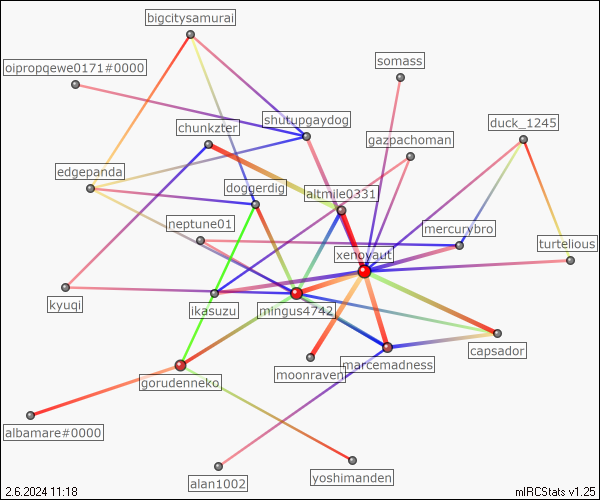 bigcitysamurai
oipropqewe0171#0000
somass
shutupgaydog
duck_1245
chunkzter
gazpachoman
edgepanda
doggerdig
altmile0331
neptune01
mercurybro
turtelious
xenoyaut
kyuqi
ikasuzu
mingus4742
capsador
marcemadness
moonraven
gorudenneko
albamare#0000
alan1002
yoshimanden
2.6.2024 11:18
mIRCStats v1.25